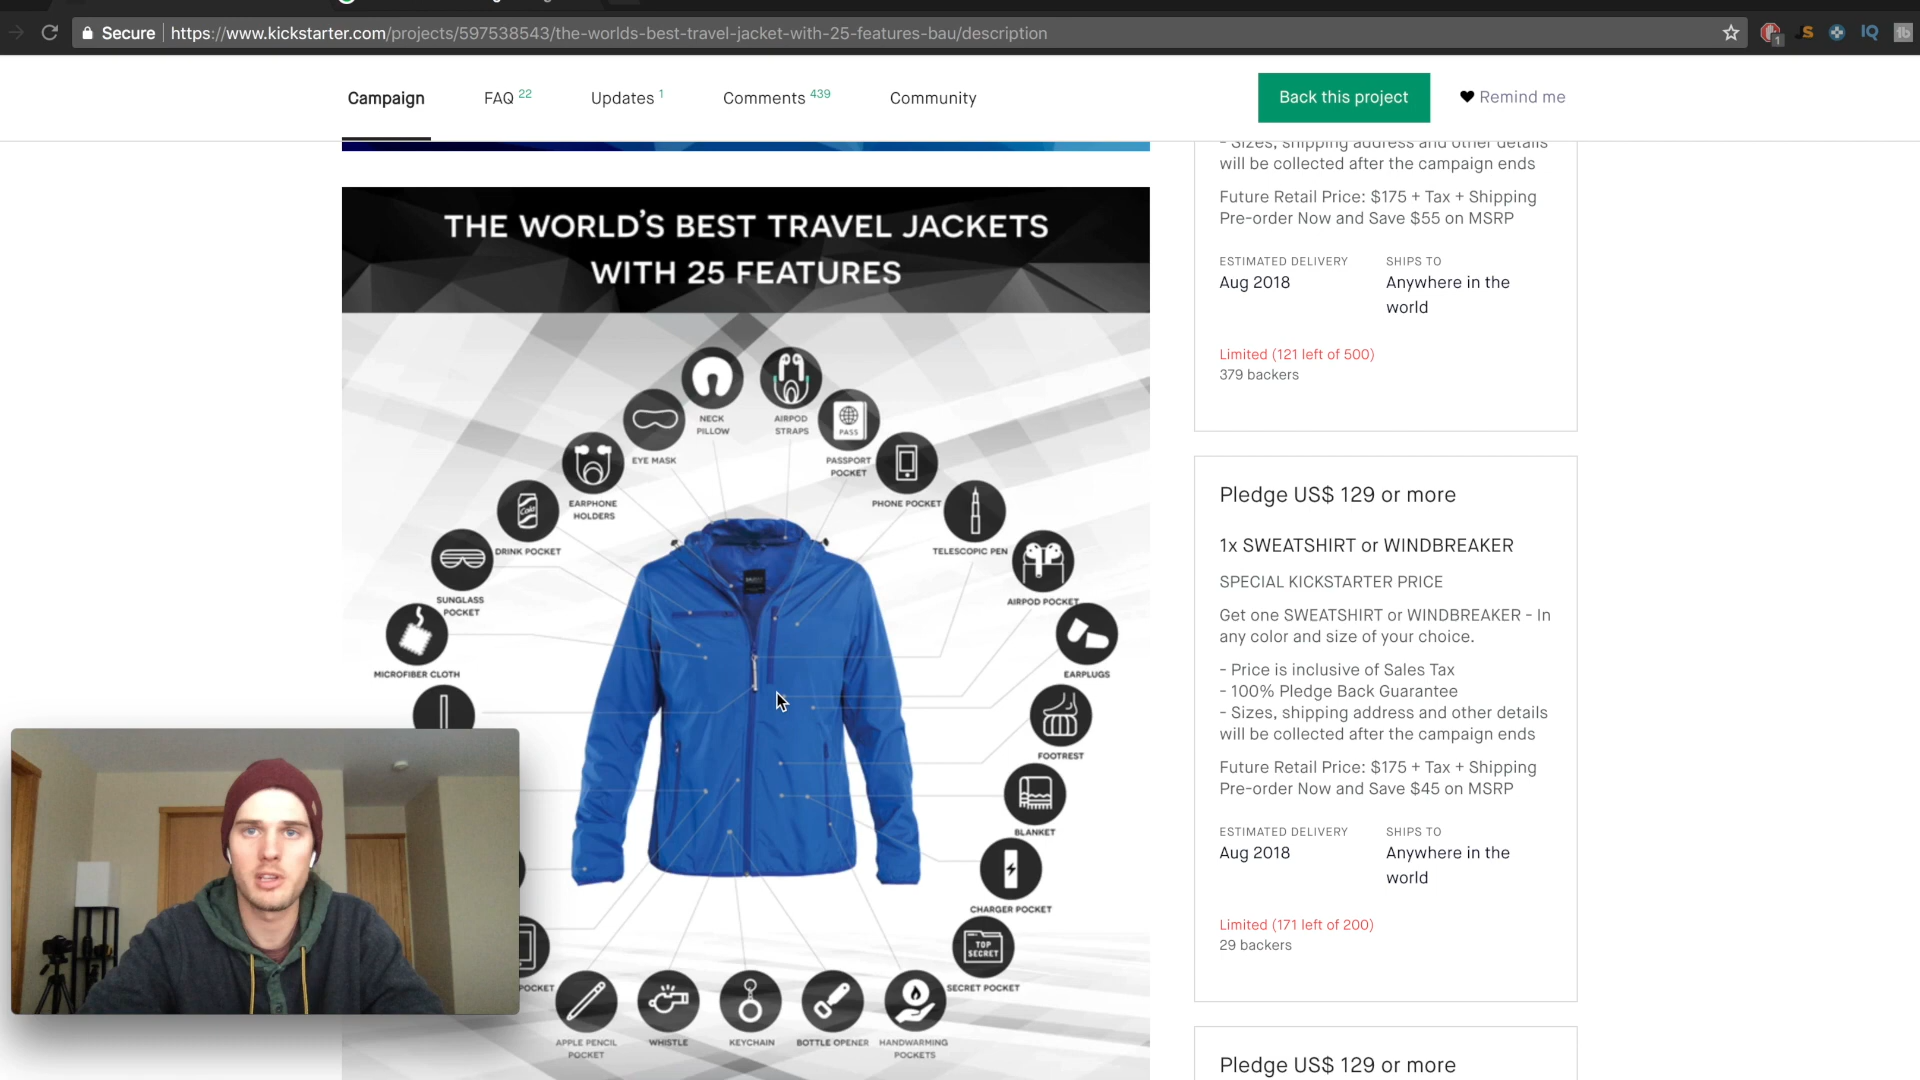 Secure
https://www.kickstarter.com/projects/597538543/the-worlds-best-travel-jacket-with-25-features-bau/description
1
S
IQ
Campaign
FAQ 22
Updates 1
Comments 439
Community
Back this project
Remind me
THE WORLD'S BEST TRAVEL JACKETS
WITH 25 FEATURES
NECK
PILLOW
AIRPOD
STRAPS
EYE MASK
PASS
PASSPORT
POCKET
EARPHONE
HOLDERS
PHONE POCKET
Coke
DRINK POCKET
TELESCOPIC PEN
SUNGLASS
POCKET
AIRPOD POCKET
MICROFIBER CLOTH
EARPLUGS
FOOTREST
BLANKET
CHARGER POCKET
TOP
SECRET
SECRET POCKET
POCKET
APPLE PENCIL
POCKET
WHISTLE
KEYCHAIN
BOTTLE OPENER
HANDWARMING
POCKETS
- Sizes, shipping address and other details
will be collected after the campaign ends
Future Retail Price: $175 + Tax + Shipping
Pre-order Now and Save $55 on MSRP
ESTIMATED DELIVERY
Aug 2018
SHIPS TO
Anywhere in the
world
Limited (121 left of 500)
379 backers
Pledge US$ 129 or more
1x SWEATSHIRT or WINDBREAKER
SPECIAL KICKSTARTER PRICE
Get one SWEATSHIRT or WINDBREAKER - In
any color and size of your choice.
- Price is inclusive of Sales Tax
- 100% Pledge Back Guarantee
- Sizes, shipping address and other details
will be collected after the campaign ends
Future Retail Price: $175 + Tax + Shipping
Pre-order Now and Save $45 on MSRP
ESTIMATED DELIVERY
Aug 2018
SHIPS TO
Anywhere in the
world
Limited (171 left of 200)
29 backers
Pledge US$ 129 or more